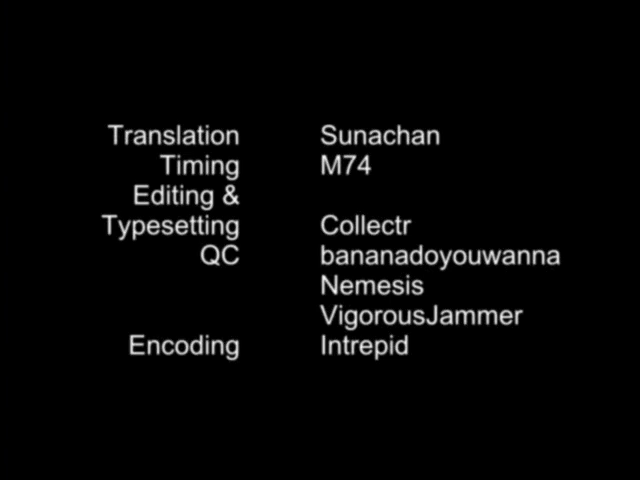 Translation Sunachan
Timing M74
Editing &
Typesetting Collectr
QC bananadoyouwanna
Nemesis
VigorousJammer
Encoding Intrepid